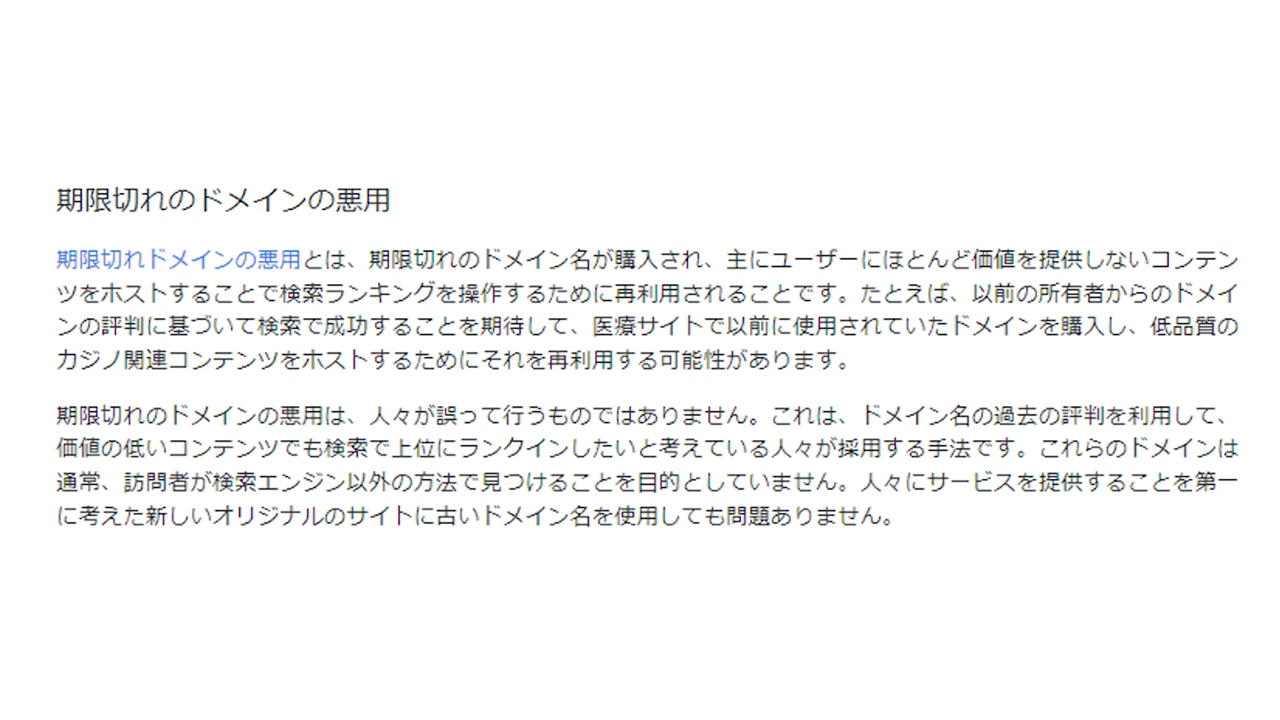 期限切れのドメインの悪用
期限切れドメインの悪用とは、期限切れのドメイン名が購入され、主にユーザーにほとんど価値を提供しないコンテン
ツをホストすることで検索ランキングを操作するために再利用されることです。たとえば、以前の所有者からのドメイ
ンの評判に基づいて検索で成功することを期待して、医療サイトで以前に使用されていたドメインを購入し、低品質の
カジノ関連コンテンツをホストするためにそれを再利用する可能性があります。
期限切れのドメインの悪用は、人々が誤って行うものではありません。これは、ドメイン名の過去の評判を利用して、
価値の低いコンテンツでも検索で上位にランクインしたいと考えている人々が採用する手法です。これらのドメインは
通常、訪問者が検索エンジン以外の方法で見つけることを目的としていません。人々にサービスを提供することを第一
に考えた新しいオリジナルのサイトに古いドメイン名を使用しても問題ありません。